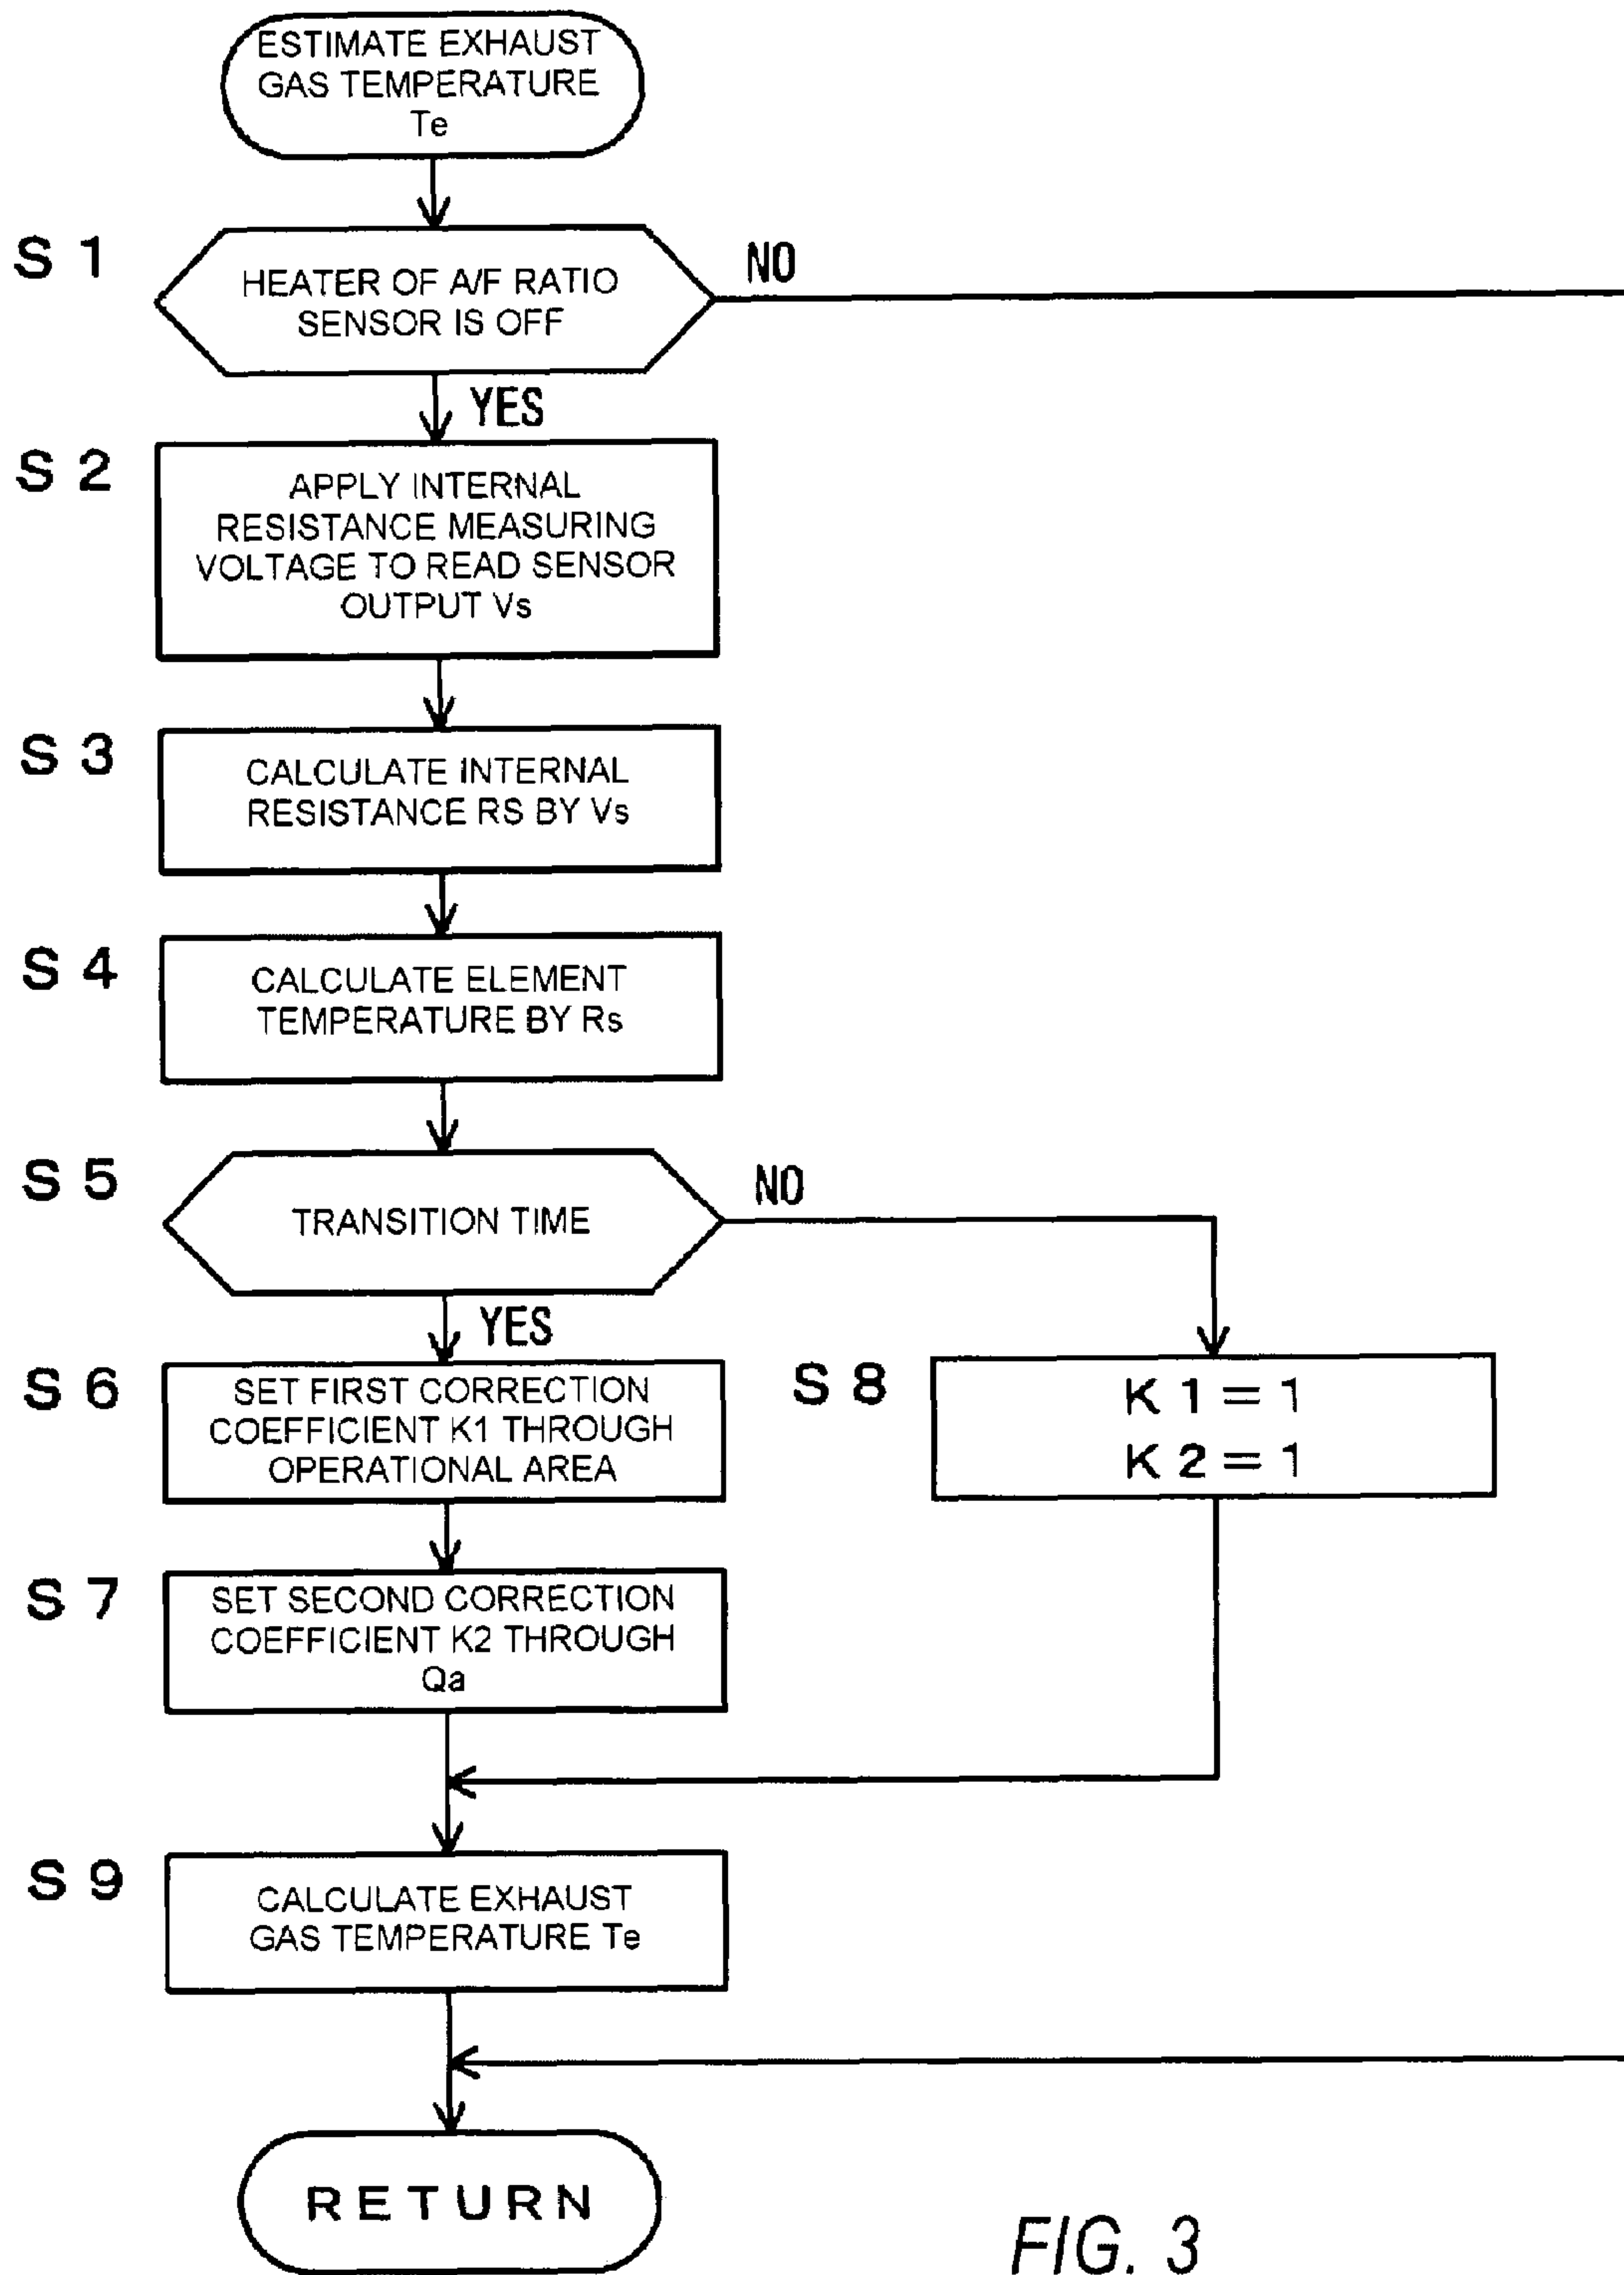 ESTIMATE EXHAUST
GAS TEMPERATURE
Te
S 1
HEATER OF A/F RATIO
SENSOR IS OFF
NO
YES
S 2
APPLY INTERNAL
RESISTANCE MEASURING
VOLTAGE TO READ SENSOR
OUTPUT Vs
S 3
CALCULATE INTERNAL
RESISTANCE RS BY Vs
S 4
CALCULATE ELEMENT
TEMPERATURE BY Rs
S 5
TRANSITION TIME
NO
YES
S 6
SET FIRST CORRECTION
COEFFICIENT K1 THROUGH
OPERATIONAL AREA
S 8
K 1 = 1
K 2 = 1
S 7
SET SECOND CORRECTION
COEFFICIENT K2 THROUGH
Qa
S 9
CALCULATE EXHAUST
GAS TEMPERATURE Te
RETURN
FIG. 3